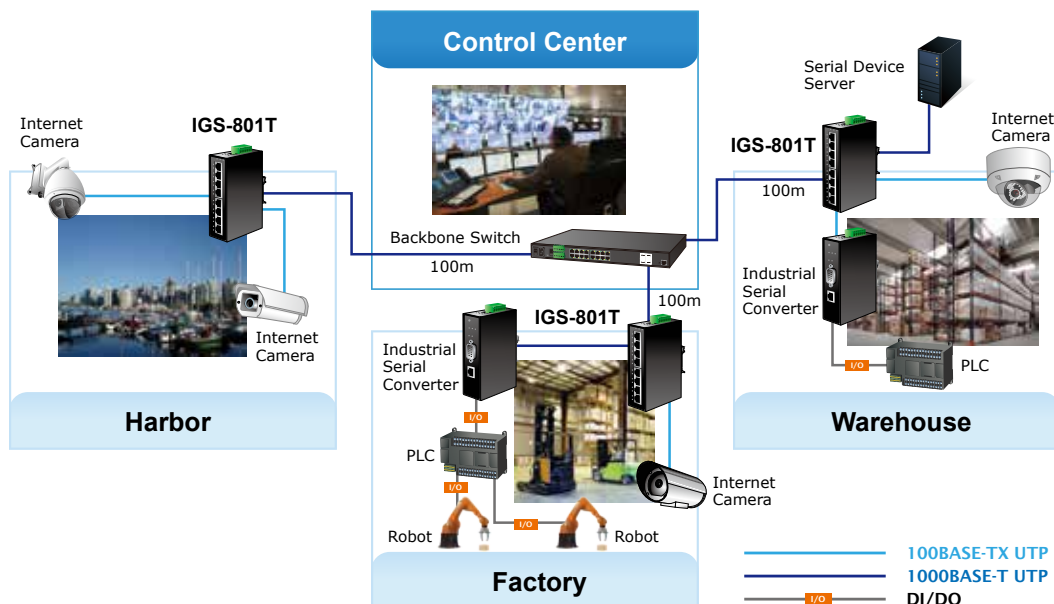 Control Center
Serial Device
Server
Internet
Camera
IGS-801T
Internet
Camera
IGS-801T
100m
Backbone Switch
100m
100m
Industrial
Serial
Converter
Internet
Camera
IGS-801T
Industrial
Serial
Converter
I/O
PLC
Harbor
Warehouse
I/O
PLC
I/O
Internet
Camera
I/O
Robot
Robot
Factory
100BASE-TX UTP
1000BASE-T UTP
I/O
DI/DO